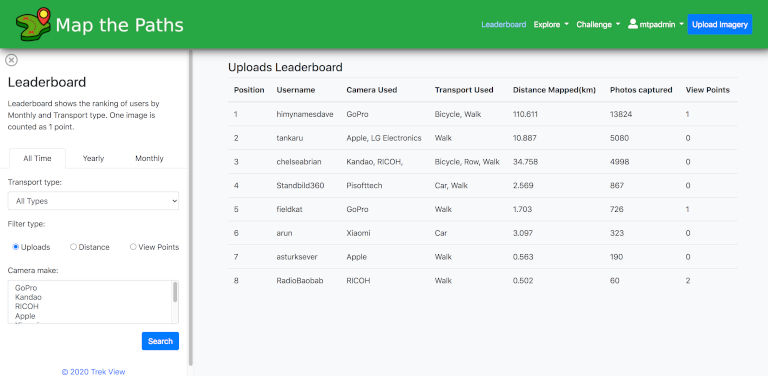 Map the Paths
Leaderboard Explore Challenge mtpadmin Upload Imagery
Leaderboard
Leaderboard shows the ranking of users by
Monthly and Transport type. One image is
counted as 1 point.
All Time Yearly Monthly
Transport type:
All Types
Filter type:
Uploads Distance View Points
Camera make:
GoPro
Kandao
RICOH
Apple
Search
© 2020 Trek View
Uploads Leaderboard
Position Username Camera Used Transport Used Distance Mapped(km) Photos captured View Points
1 himynamesdave GoPro Bicycle, Walk 110.611 13824 1
2 tankaru Apple, LG Electronics Walk 10.887 5080 0
3 chelseabrian Kandao, RICOH, Bicycle, Row, Walk 34.758 4998 0
4 Standbild360 Pisofttech Car, Walk 2.569 867 0
5 fieldkat GoPro Walk 1.703 726 1
6 arun Xiaomi Car 3.097 323 0
7 asturksever Apple Walk 0.563 190 0
8 RadioBaobab RICOH Walk 0.502 60 2